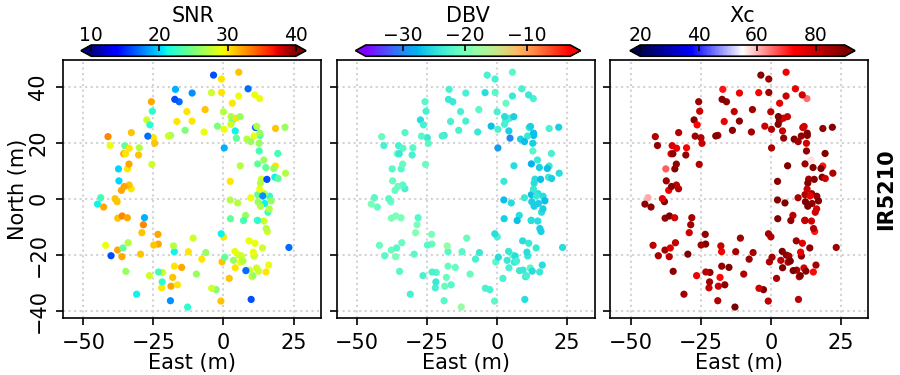 SNR DBV Xc
10 20 30 40 −30 −20 −10 20 40 60 80
40
20
0
−20
−40
North (m)
IR5210
−50 −25 0 25 −50 −25 0 25 −50 −25 0 25
East (m) East (m) East (m)